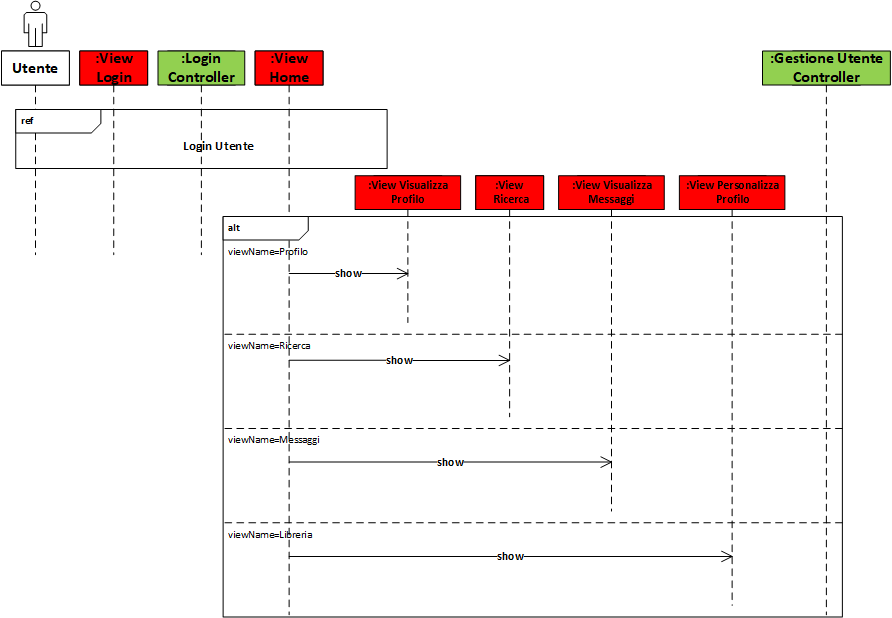 Utente
:View
Login
:Login
Controller
:View
Home
:Gestione Utente
Controller
ref
Login Utente
:View Visualizza
Profilo
:View
Ricerca
:View Visualizza
Messaggi
:View Personalizza
Profilo
alt
viewName=Profilo
show
viewName=Ricerca
show
viewName=Messaggi
show
viewName=Libreria
show